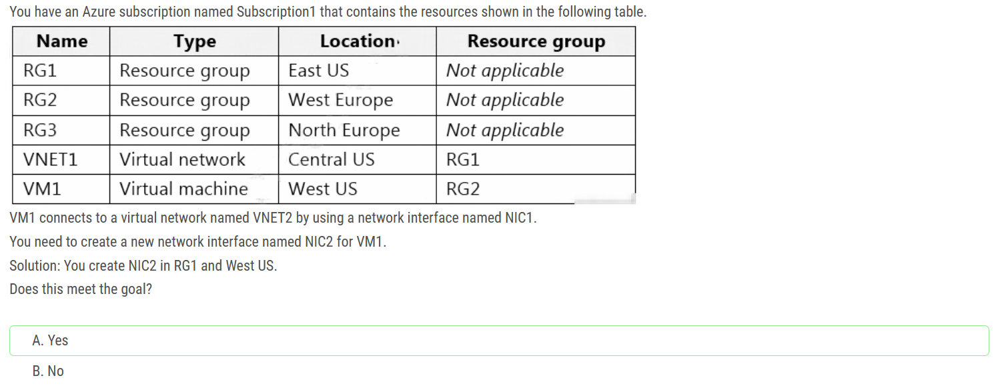 You have an Azure subscription named Subscription1 that contains the resources shown in the following table.
Name Type Location Resource group
RG1 Resource group East US Not applicable
RG2 Resource group West Europe Not applicable
RG3 Resource group North Europe Not applicable
VNET1 Virtual network Central US RG1
VM1 Virtual machine West US RG2
VM1 connects to a virtual network named VNET2 by using a network interface named NIC1.
You need to create a new network interface named NIC2 for VM1.
Solution: You create NIC2 in RG1 and West US.
Does this meet the goal?
A. Yes
B. No